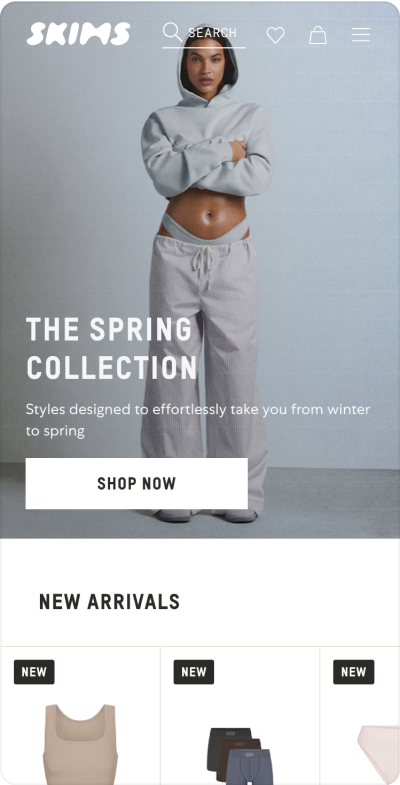 SKIMS
SEARCH
THE SPRING
COLLECTION
Styles designed to effortlessly take you from winter
to spring
SHOP NOW
NEW ARRIVALS
NEW
NEW
NEW